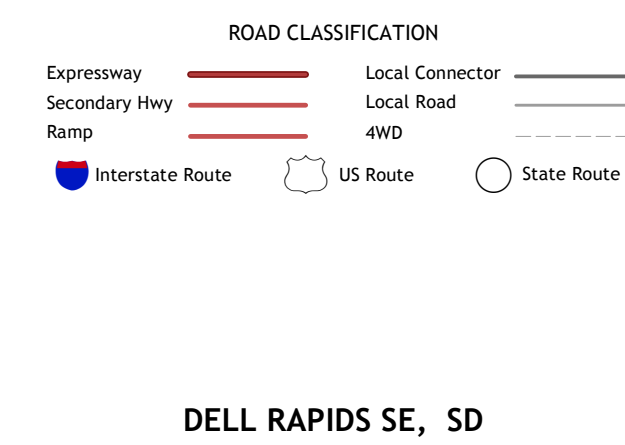 ROAD CLASSIFICATION
Expressway Local Connector
Secondary Hwy Local Road
Ramp 4WD
Interstate Route US Route State Route
DELL RAPIDS SE, SD